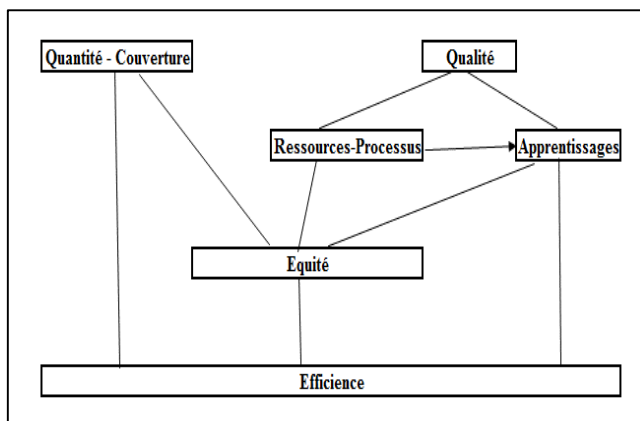 Quantité - Couverture
Qualité
Ressources-Processus
Apprentissages
Equité
Efficience